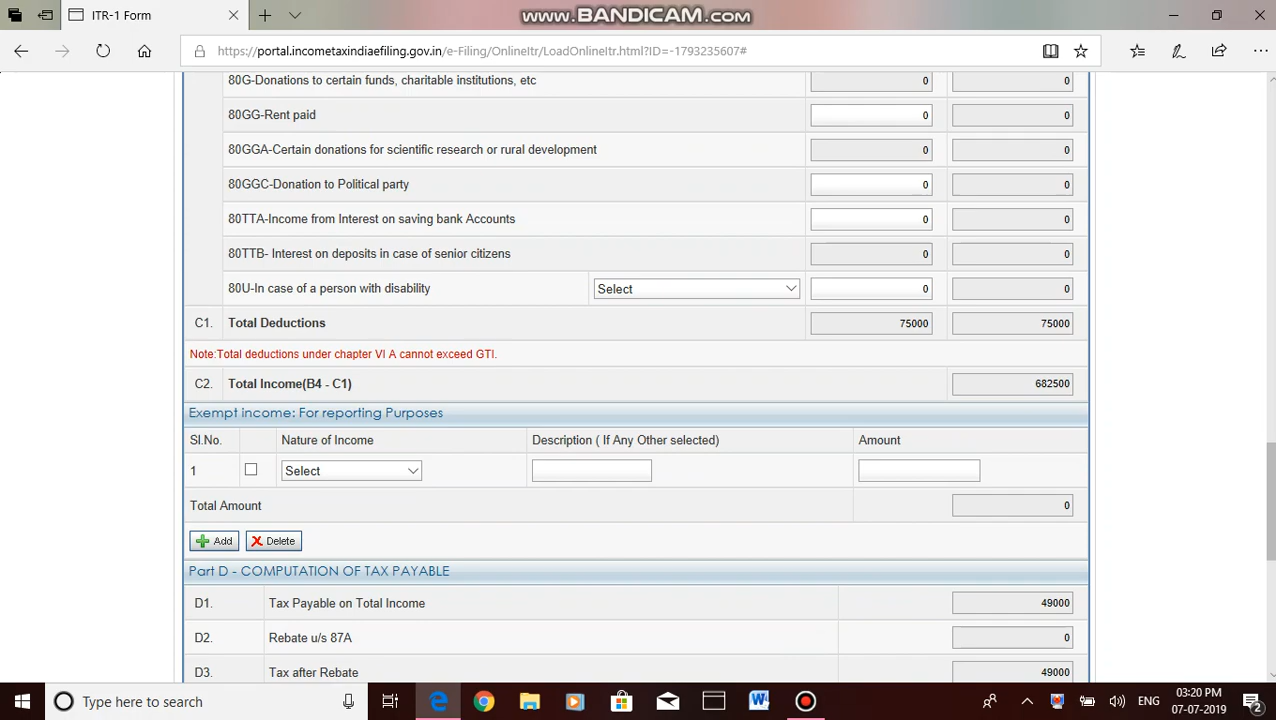 www.BANDICAM.com
ITR-1 Form
https://portal.incometaxindiaefiling.gov.in/e-Filing/OnlineItr/LoadOnlineItr.html?ID=-1793235607#
80G-Donations to certain funds, charitable institutions, etc 0 0
80GG-Rent paid 0 0
80GGA-Certain donations for scientific research or rural development 0 0
80GGC-Donation to Political party 0 0
80TTA-Income from Interest on saving bank Accounts 0 0
80TTB- Interest on deposits in case of senior citizens 0 0
80U-In case of a person with disability Select 0 0
C1. Total Deductions 75000 75000
Note:Total deductions under chapter VI A cannot exceed GTI.
C2. Total Income(B4 - C1) 682500
Exempt income: For reporting Purposes
Sl.No. Nature of Income Description ( If Any Other selected) Amount
1 Select
Total Amount 0
Add Delete
Part D - COMPUTATION OF TAX PAYABLE
D1. Tax Payable on Total Income 49000
D2. Rebate u/s 87A 0
D3. Tax after Rebate 49000
Type here to search ENG 03:20 PM
07-07-2019 2